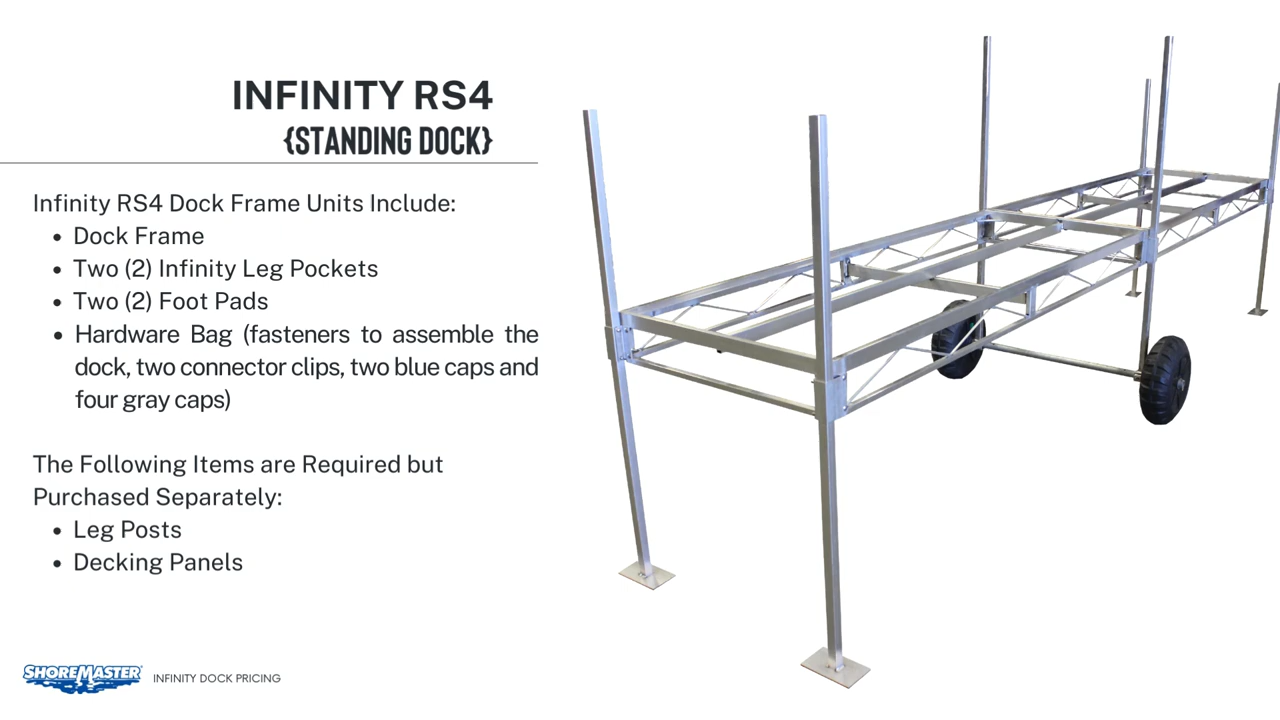 INFINITY RS4
{STANDING DOCK}
Infinity RS4 Dock Frame Units Include:
• Dock Frame
• Two (2) Infinity Leg Pockets
• Two (2) Foot Pads
• Hardware Bag (fasteners to assemble the
dock, two connector clips, two blue caps and
four gray caps)
The Following Items are Required but
Purchased Separately:
• Leg Posts
• Decking Panels
SHOREMASTER
INFINITY DOCK PRICING